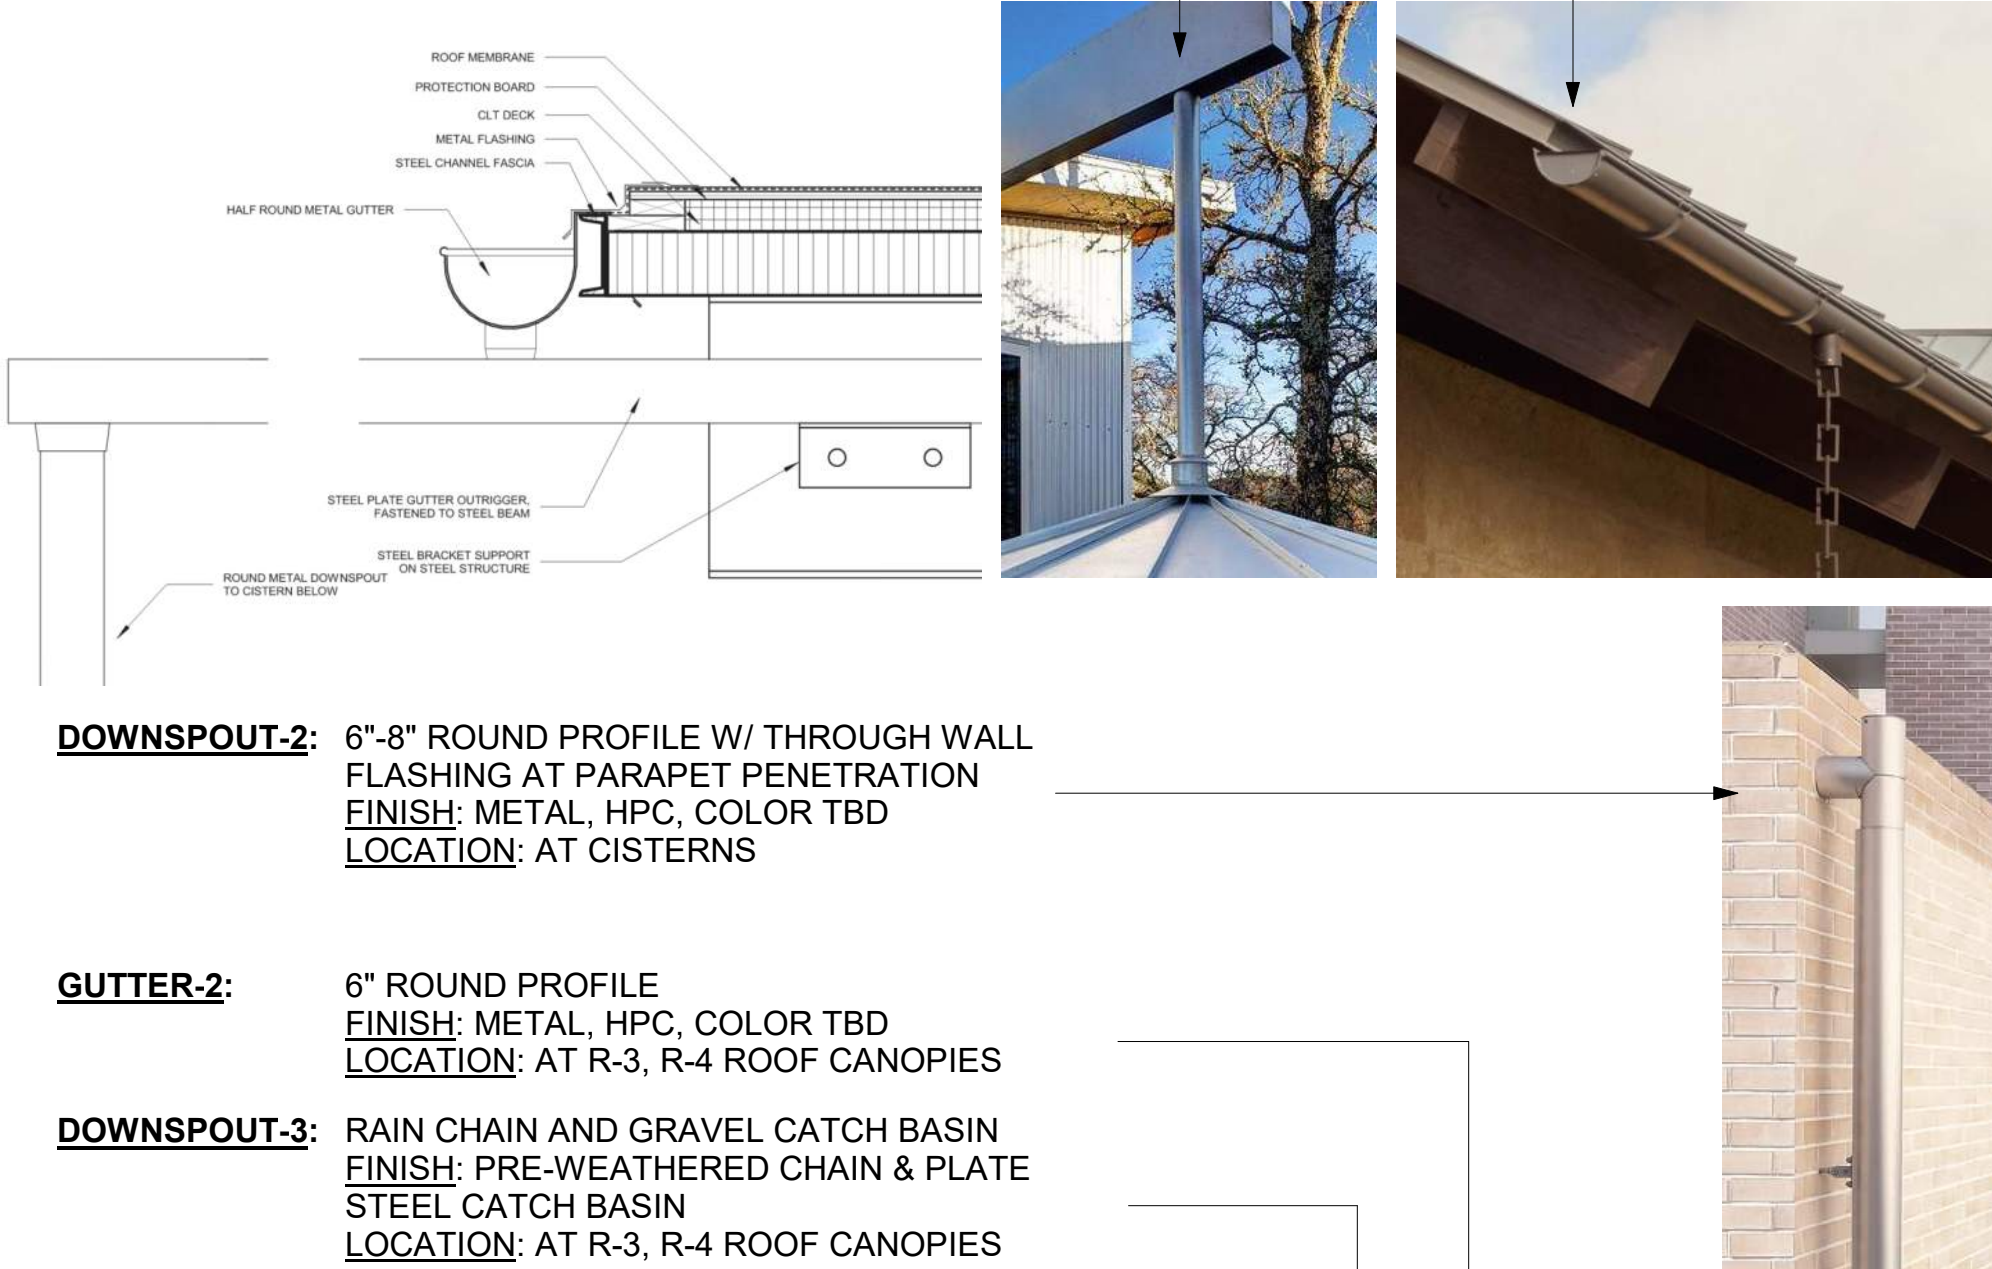 ROOF MEMBRANE
PROTECTION BOARD
CLT DECK
METAL FLASHING
STEEL CHANNEL FASCIA
HALF ROUND METAL GUTTER
STEEL PLATE GUTTER OUTRIGGER,
FASTENED TO STEEL BEAM
STEEL BRACKET SUPPORT
ON STEEL STRUCTURE
ROUND METAL DOWNSPOUT
TO CISTERN BELOW
DOWNSPOUT-2: 6"-8" ROUND PROFILE W/ THROUGH WALL
FLASHING AT PARAPET PENETRATION
FINISH: METAL, HPC, COLOR TBD
LOCATION: AT CISTERNS
GUTTER-2: 6" ROUND PROFILE
FINISH: METAL, HPC, COLOR TBD
LOCATION: AT R-3, R-4 ROOF CANOPIES
DOWNSPOUT-3: RAIN CHAIN AND GRAVEL CATCH BASIN
FINISH: PRE-WEATHERED CHAIN & PLATE
STEEL CATCH BASIN
LOCATION: AT R-3, R-4 ROOF CANOPIES